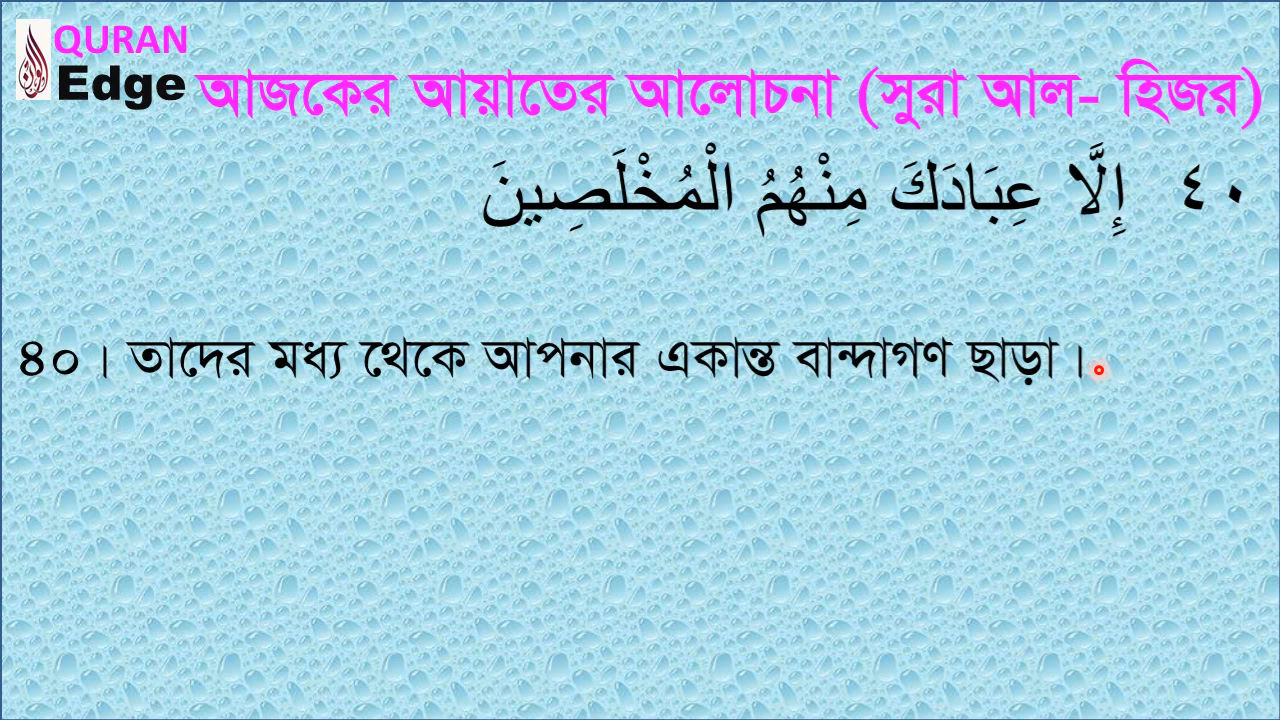 QURAN
Edge
আজকের আয়াতের আলোচনা (সুরা আল- হিজর)
٤٠ إِلَّا عِبَادَكَ مِنْهُمُ الْمُخْلَصِينَ
৪০। তাদের মধ্য থেকে আপনার একান্ত বান্দাগণ ছাড়া।